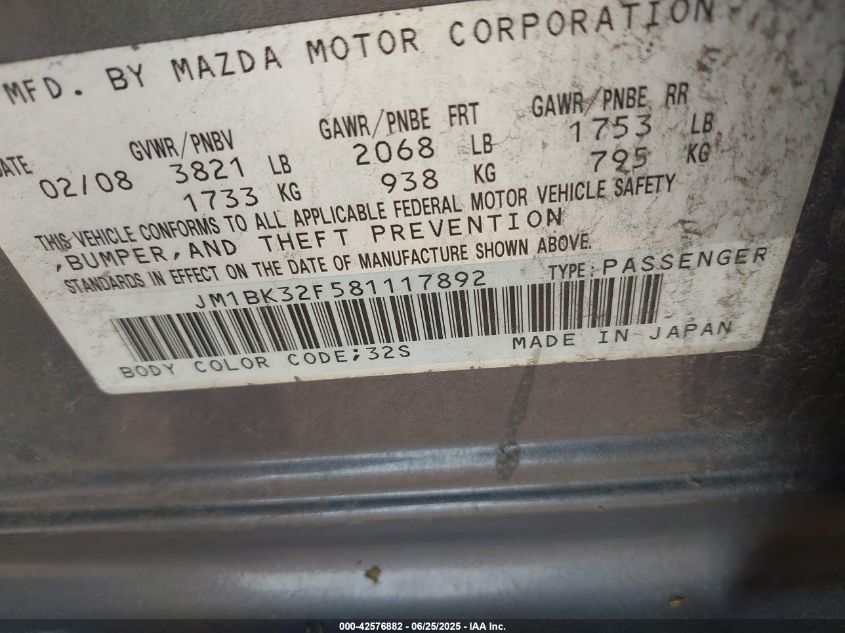 MFD. BY MAZDA MOTOR CORPORATION
DATE GVWR/PNBV GAWR/PNBE FRT GAWR/PNBE RR
02/08 3821 LB 2068 LB 1753 LB
1733 KG 938 KG 795 KG
THIS VEHICLE CONFORMS TO ALL APPLICABLE FEDERAL MOTOR VEHICLE SAFETY
,BUMPER,AND THEFT PREVENTION
STANDARDS IN EFFECT ON THE DATE OF MANUFACTURE SHOWN ABOVE.
JM1BK32F581117892 TYPE:PASSENGER
BODY COLOR CODE;32S MADE IN JAPAN
000-42576882 - 06/25/2025 - IAA Inc.